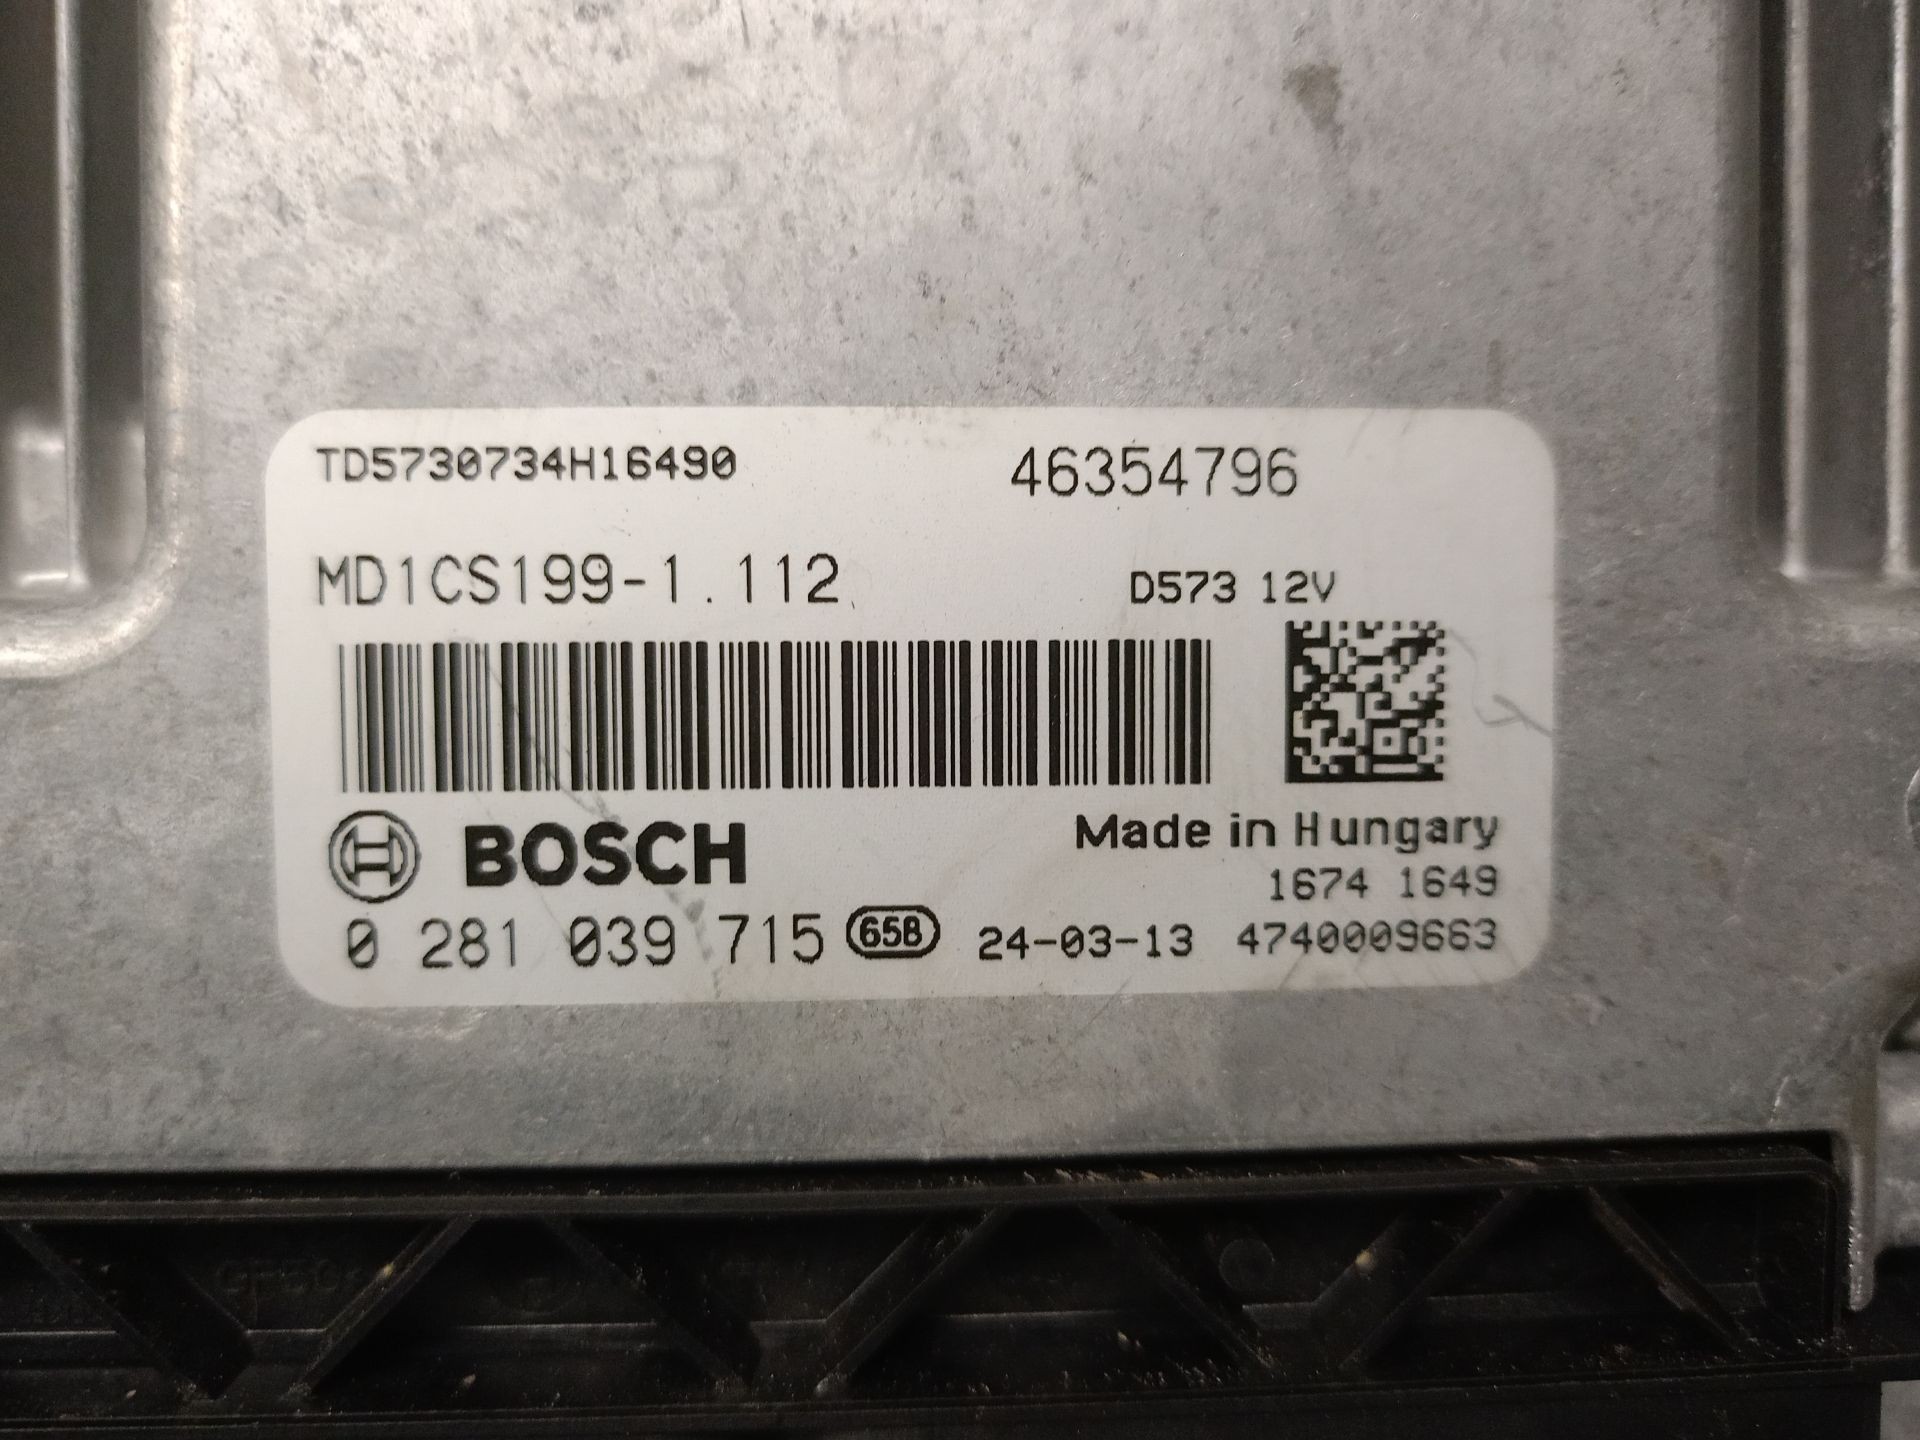 TD5730734H16490 46354796
MD1CS199-1.112 D573 12V
BOSCH Made in Hungary
1674 1649
0 281 039 715 65B 24-03-13 4740009663